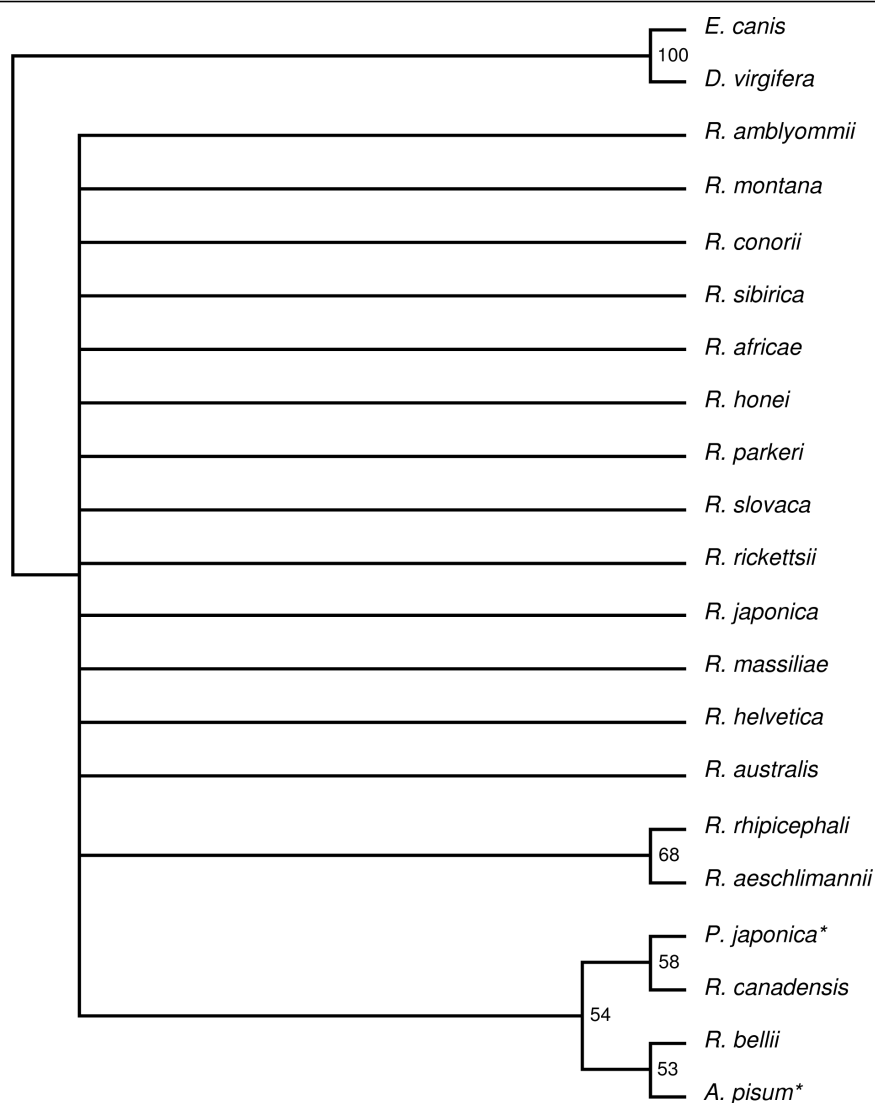 E. canis
100
D. virgifera
R. amblyommii
R. montana
R. conorii
R. sibirica
R. africae
R. honei
R. parkeri
R. slovaca
R. rickettsii
R. japonica
R. massiliae
R. helvetica
R. australis
R. rhipicephali
68
R. aeschlimannii
P. japonica*
58
R. canadensis
54
R. bellii
53
A. pisum*